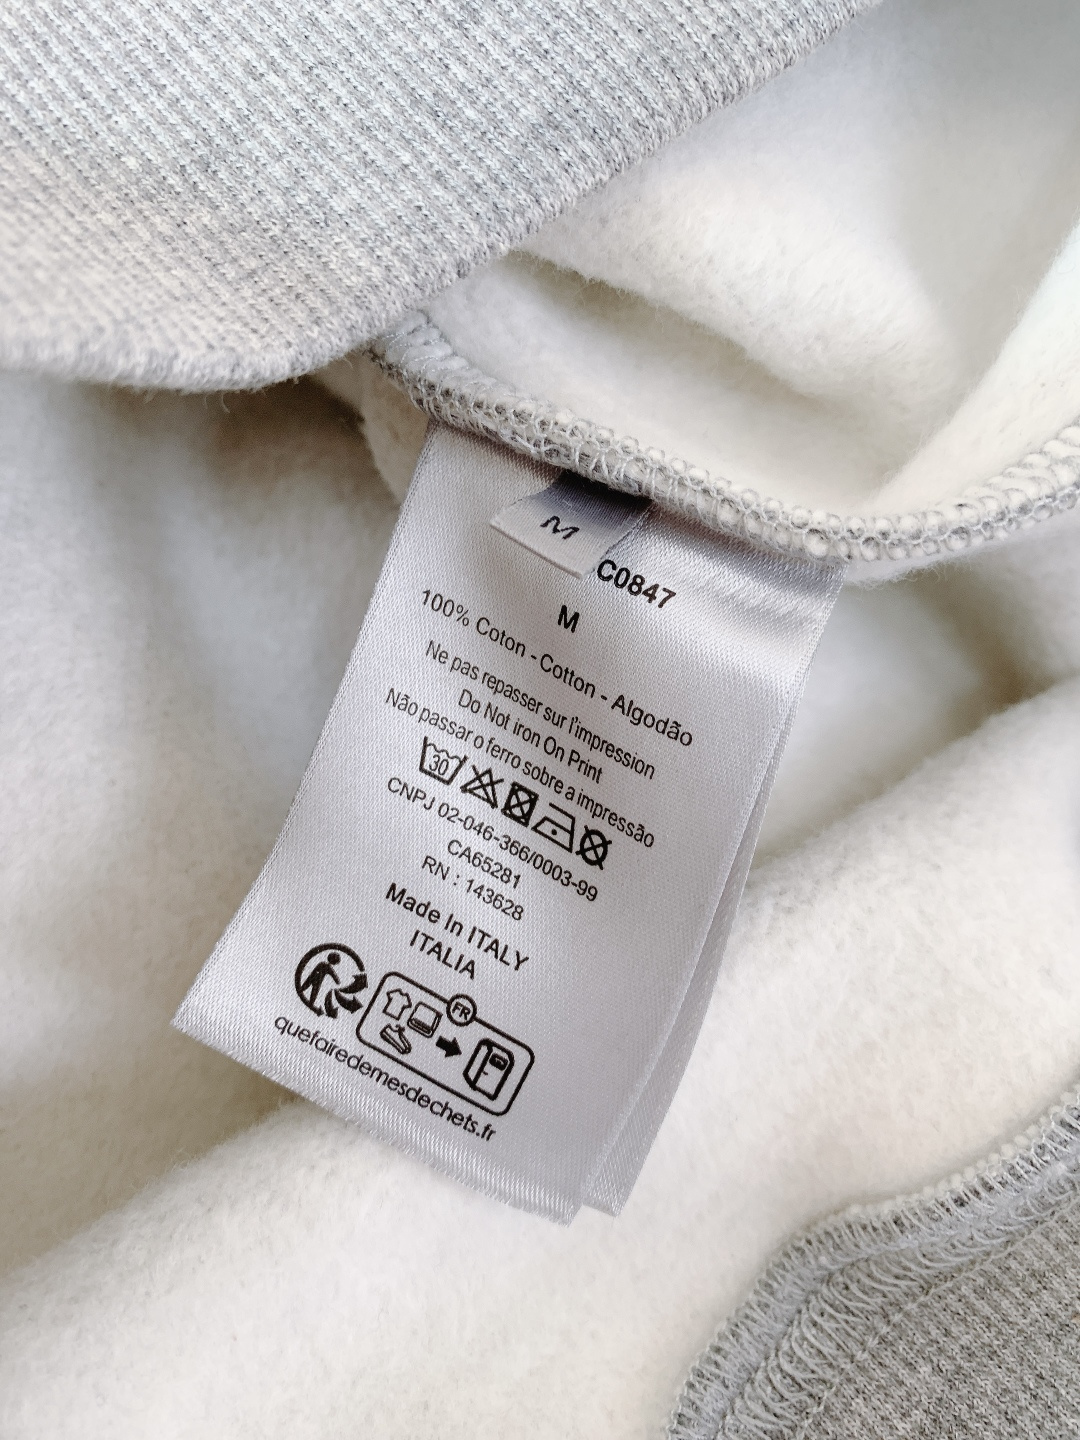 M
C0847
M
100% Coton - Cotton - Algodão
Ne pas repasser sur l'impression
Do Not iron On Print
Não passar o ferro sobre a impressão
30
CNPJ 02-046-366/0003-99
CA65281
RN : 143628
Made In ITALY
ITALIA
FR
quefairedemesdechets.fr